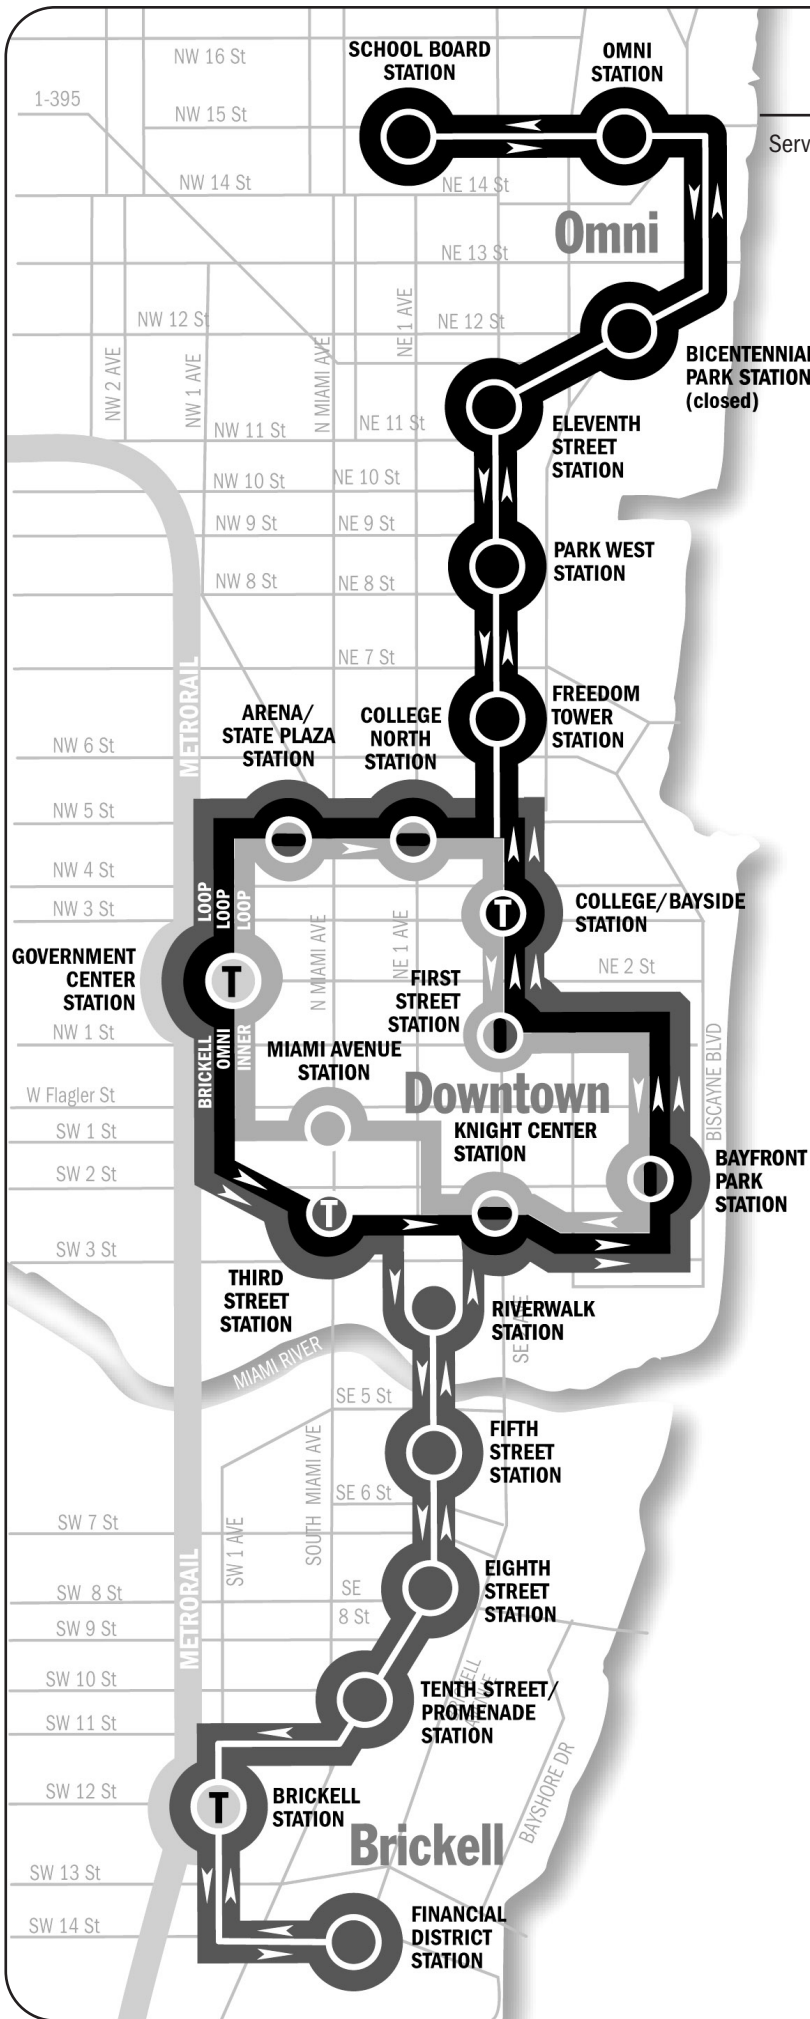 SCHOOL BOARD
STATION
OMNI
STATION
NW 16 St
1-395
NW 15 St
Serv
NW 14 St
NE 14 St
Omni
NE 13 St
NW 12 St
NE 12 St
NE 1 AVE
N MIAMI AVE
NW 1 AVE
NW 2 AVE
BICENTENNIAL
PARK STATION
(closed)
NW 11 St
NE 11 St
ELEVENTH
STREET
STATION
NW 10 St
NE 10 St
NW 9 St
NE 9 St
PARK WEST
STATION
NW 8 St
NE 8 St
NE 7 St
METRORAIL
FREEDOM
TOWER
STATION
ARENA/
STATE PLAZA
STATION
COLLEGE
NORTH
STATION
NW 6 St
NW 5 St
NW 4 St
NW 3 St
LOOP
LOOP
LOOP
T
COLLEGE/BAYSIDE
STATION
N MIAMI AVE
NE 1 AVE
GOVERNMENT
CENTER
STATION
T
FIRST
STREET
STATION
NE 2 St
NW 1 St
BRICKELL
OMNI
INNER
MIAMI AVENUE
STATION
BISCAYNE BLVD
Downtown
W Flagler St
SW 1 St
KNIGHT CENTER
STATION
SW 2 St
BAYFRONT
PARK
STATION
T
SW 3 St
THIRD
STREET
STATION
RIVERWALK
STATION
MIAMI RIVER
SE 5 St
FIFTH
STREET
STATION
SOUTH MIAMI AVE
SE 6 St
SW 7 St
SW 1 AVE
METRORAIL
EIGHTH
STREET
STATION
SW 8 St
SE
8 St
SW 9 St
SW 10 St
TENTH STREET/
PROMENADE
STATION
SW 11 St
SW 12 St
T
BRICKELL
STATION
BAYSHORE DR
Brickell
SW 13 St
SW 14 St
FINANCIAL
DISTRICT
STATION